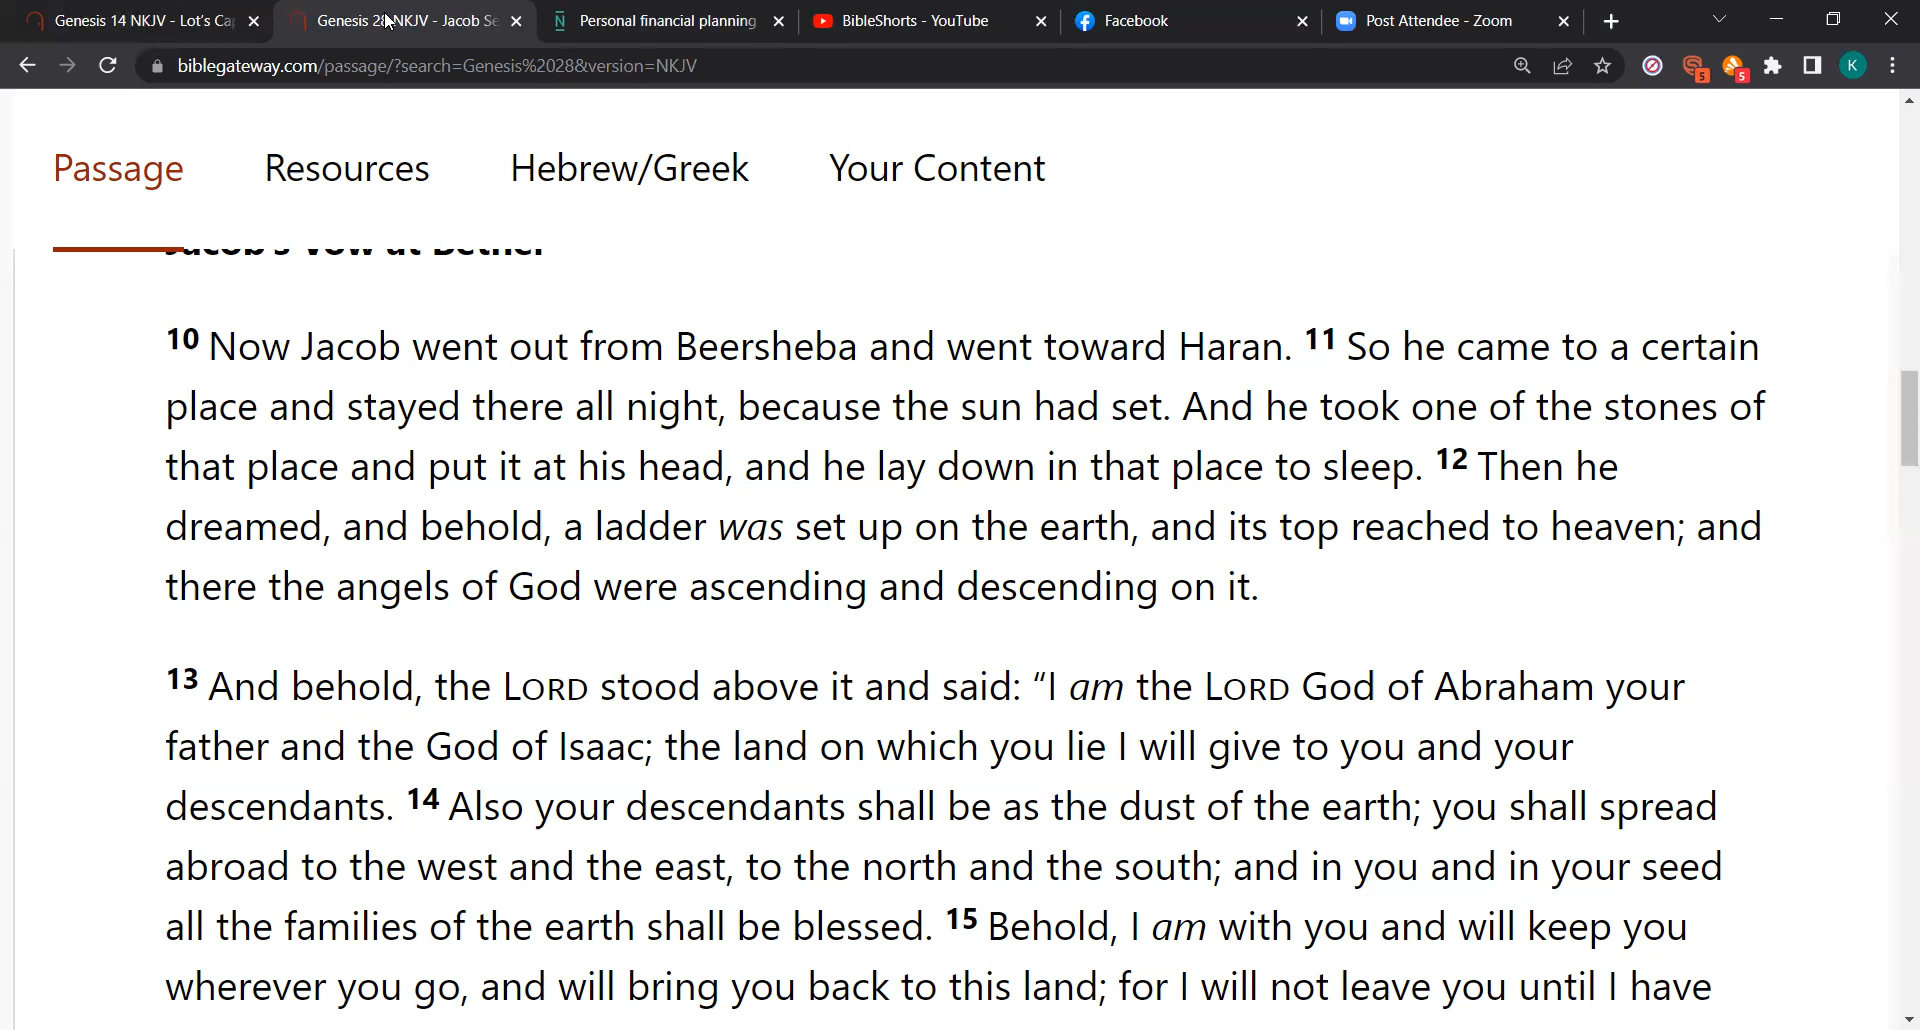 Genesis 14 NKJV - Lot's Ca
Genesis 28 NKJV - Jacob Se
Personal financial planning
BibleShorts - YouTube
Facebook
Post Attendee - Zoom
biblegateway.com/passage/?search=Genesis%2028&version=NKJV
5
5
K
Passage
Resources
Hebrew/Greek
Your Content
Jacob's Vow at Bethel
10 Now Jacob went out from Beersheba and went toward Haran. 11 So he came to a certain
place and stayed there all night, because the sun had set. And he took one of the stones of
that place and put it at his head, and he lay down in that place to sleep. 12 Then he
dreamed, and behold, a ladder was set up on the earth, and its top reached to heaven; and
there the angels of God were ascending and descending on it.
13 And behold, the LORD stood above it and said: “I am the LORD God of Abraham your
father and the God of Isaac; the land on which you lie I will give to you and your
descendants. 14 Also your descendants shall be as the dust of the earth; you shall spread
abroad to the west and the east, to the north and the south; and in you and in your seed
all the families of the earth shall be blessed. 15 Behold, I am with you and will keep you
wherever you go, and will bring you back to this land; for I will not leave you until I have